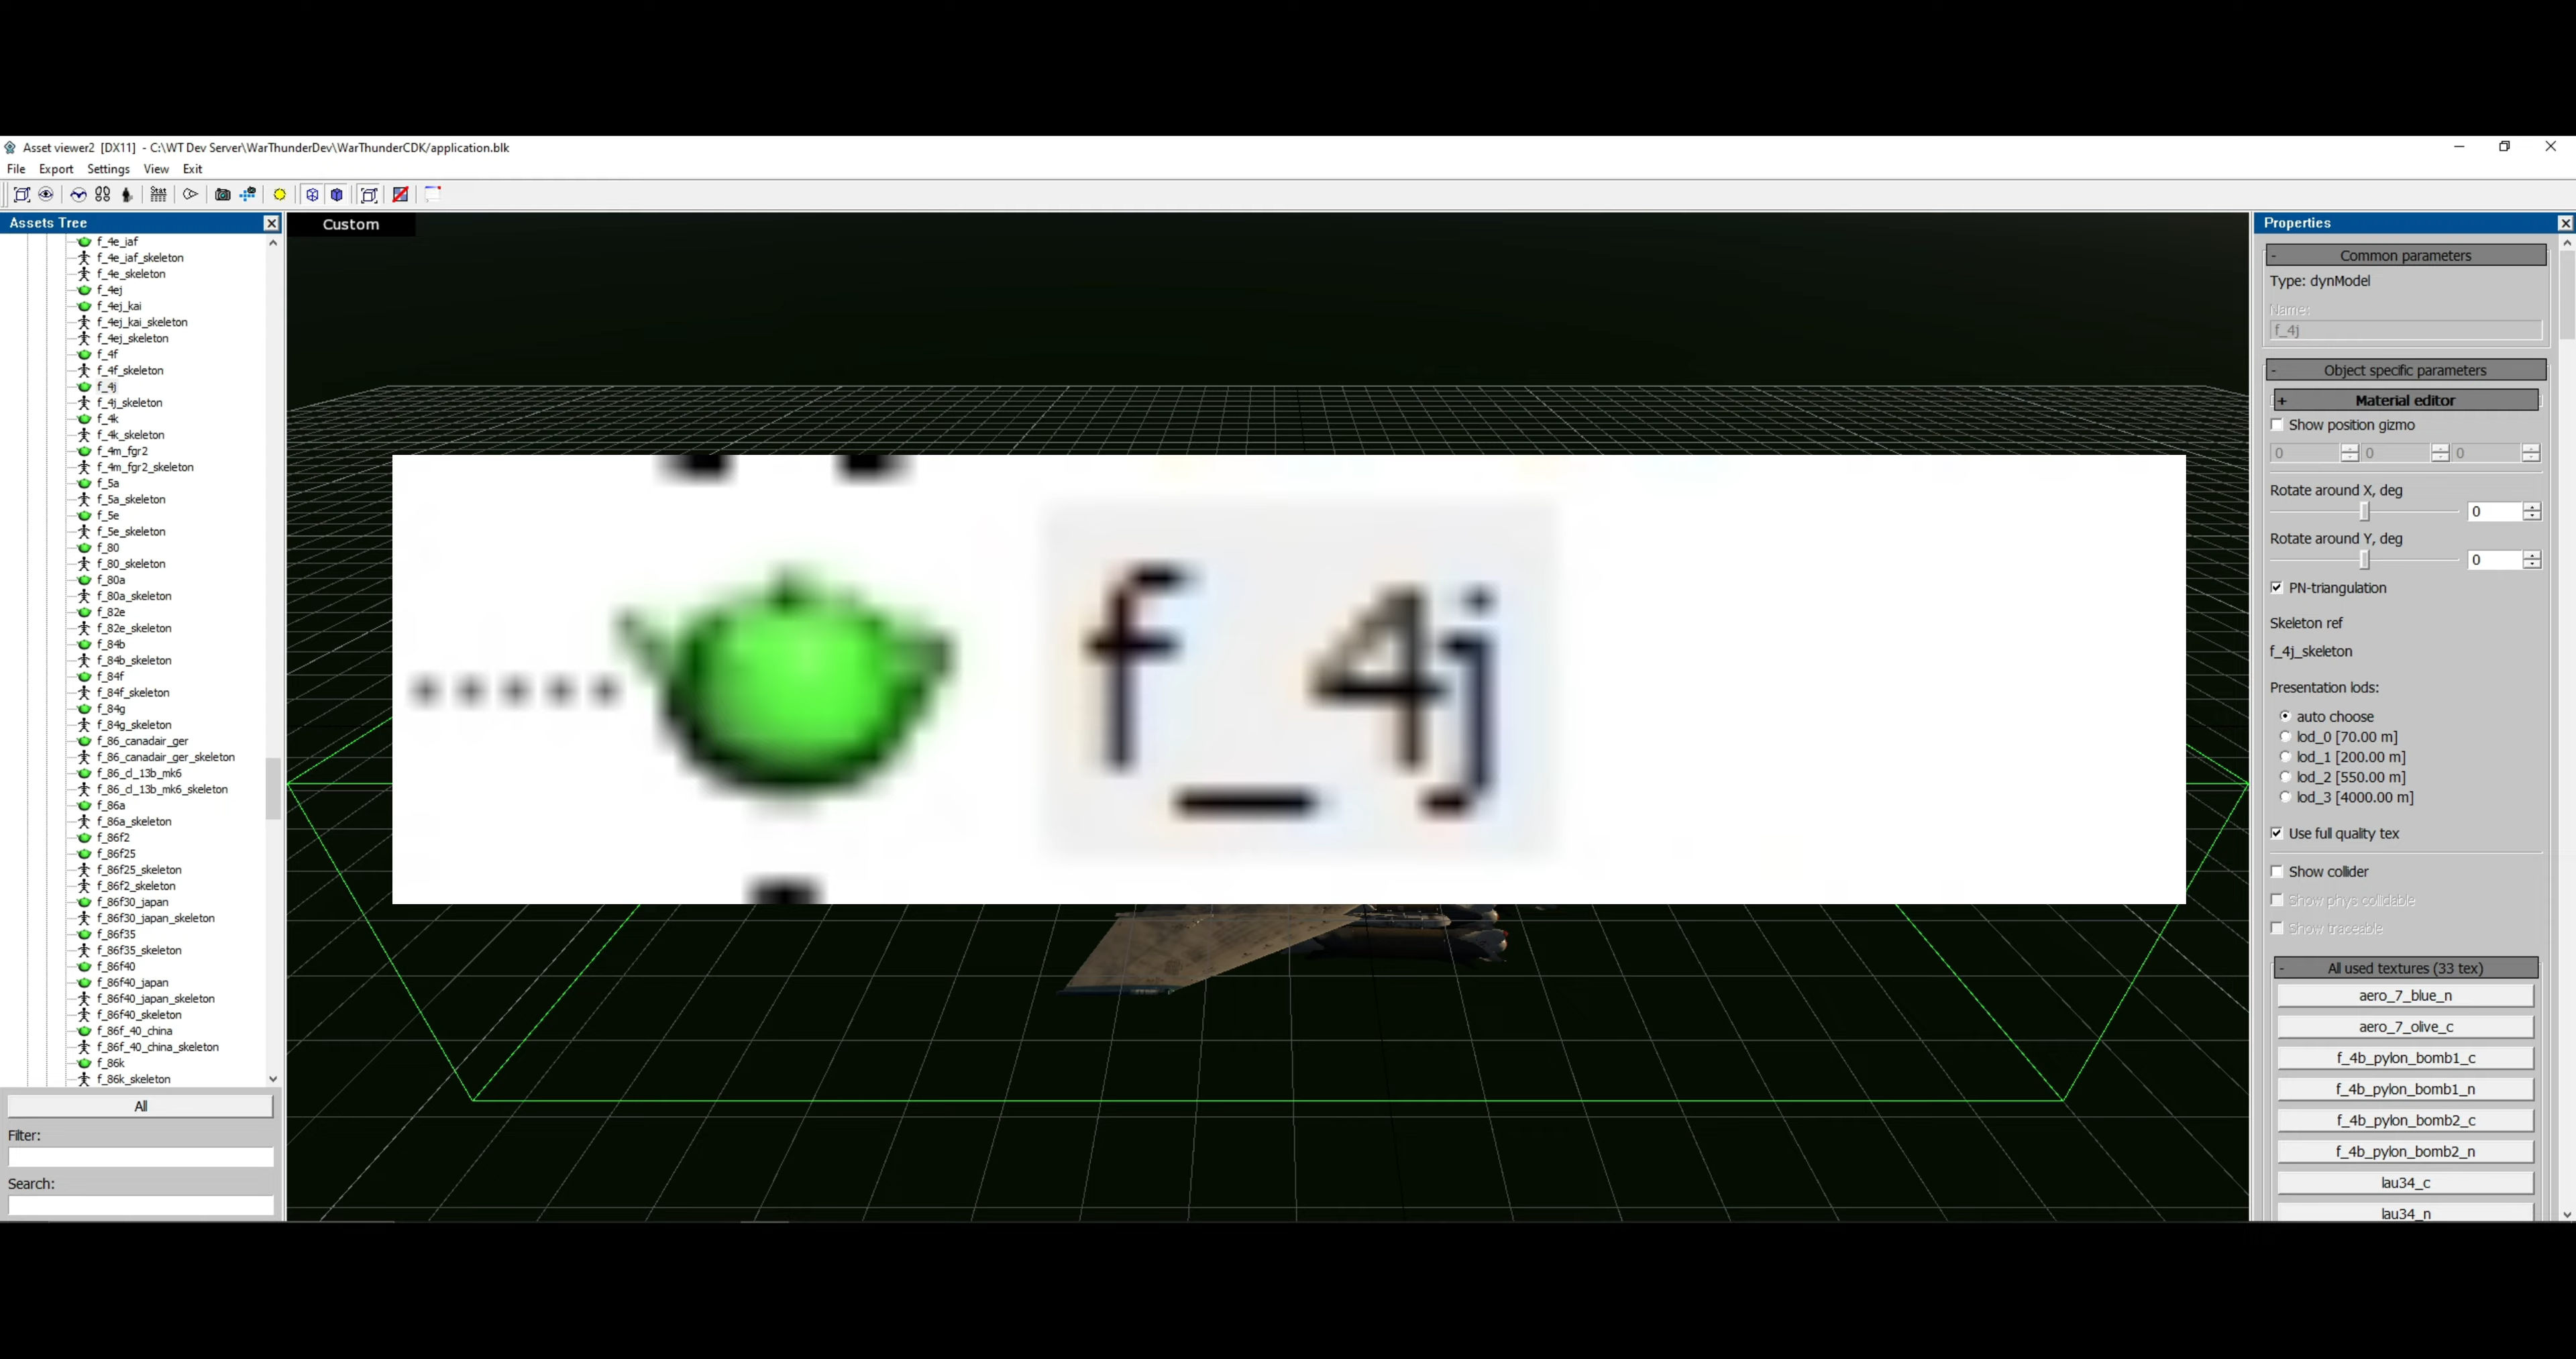 Asset viewer2 [DX11] - C:\WT Dev Server\WarThunderDev\WarThunderCDK/application.blk
File Export Settings View Exit
Stat
Assets Tree
f_4e_iaf
f_4e_iaf_skeleton
f_4e_skeleton
f_4ej
f_4ej_kai
f_4ej_kai_skeleton
f_4ej_skeleton
f_4f
f_4f_skeleton
f_4j
f_4j_skeleton
f_4k
f_4k_skeleton
f_4m_fgr2
f_4m_fgr2_skeleton
f_5a
f_5a_skeleton
f_5e
f_5e_skeleton
f_80
f_80_skeleton
f_80a
f_80a_skeleton
f_82e
f_82e_skeleton
f_84b
f_84b_skeleton
f_84f
f_84f_skeleton
f_84g
f_84g_skeleton
f_86_canadair_ger
f_86_canadair_ger_skeleton
f_86_cl_13b_mk6
f_86_cl_13b_mk6_skeleton
f_86a
f_86a_skeleton
f_86f2
f_86f25
f_86f25_skeleton
f_86f2_skeleton
f_86f30_japan
f_86f30_japan_skeleton
f_86f35
f_86f35_skeleton
f_86f40
f_86f40_japan
f_86f40_japan_skeleton
f_86f40_skeleton
f_86f_40_china
f_86f_40_china_skeleton
f_86k
f_86k_skeleton
All
Filter:
Search:
Custom
f_4j
Properties
- Common parameters
Type: dynModel
Name:
f_4j
- Object specific parameters
+ Material editor
Show position gizmo
0 0 0
Rotate around X, deg
0
Rotate around Y, deg
0
PN-triangulation
Skeleton ref
f_4j_skeleton
Presentation lods:
auto choose
lod_0 [70.00 m]
lod_1 [200.00 m]
lod_2 [550.00 m]
lod_3 [4000.00 m]
Use full quality tex
Show collider
Show phys collidable
Show traceable
- All used textures (33 tex)
aero_7_blue_n
aero_7_olive_c
f_4b_pylon_bomb1_c
f_4b_pylon_bomb1_n
f_4b_pylon_bomb2_c
f_4b_pylon_bomb2_n
lau34_c
lau34_n